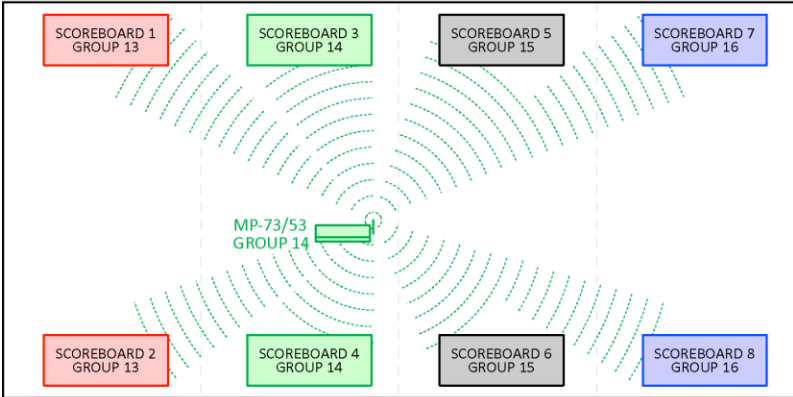 SCOREBOARD 1
GROUP 13
SCOREBOARD 3
GROUP 14
SCOREBOARD 5
GROUP 15
SCOREBOARD 7
GROUP 16
MP-73/53
GROUP 14
SCOREBOARD 2
GROUP 13
SCOREBOARD 4
GROUP 14
SCOREBOARD 6
GROUP 15
SCOREBOARD 8
GROUP 16